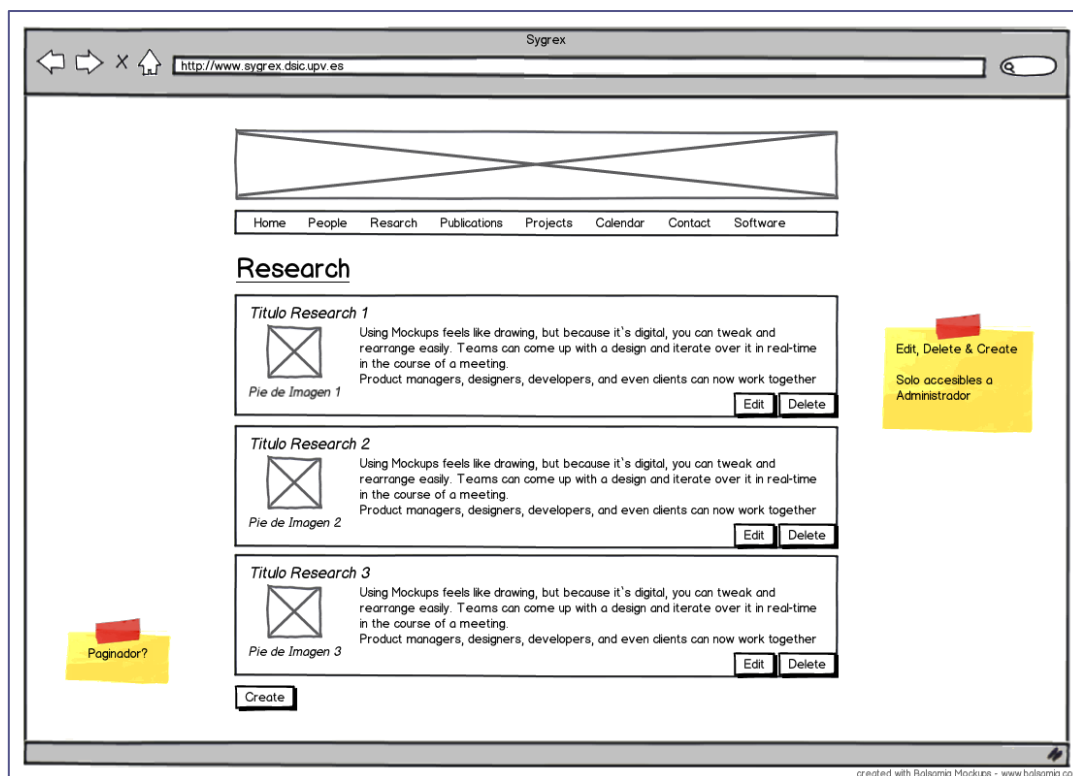 Sygrex
http://www.sygrex.dsic.upv.es
Home People Resarch Publications Projects Calendar Contact Software
Research
Titulo Research 1
Using Mockups feels like drawing, but because it`s digital, you can tweak and
rearrange easily. Teams can come up with a design and iterate over it in real-time
in the course of a meeting.
Product managers, designers, developers, and even clients can now work together
Pie de Imagen 1
Edit Delete
Edit, Delete & Create
Solo accesibles a
Administrador
Titulo Research 2
Using Mockups feels like drawing, but because it`s digital, you can tweak and
rearrange easily. Teams can come up with a design and iterate over it in real-time
in the course of a meeting.
Product managers, designers, developers, and even clients can now work together
Pie de Imagen 2
Edit Delete
Titulo Research 3
Using Mockups feels like drawing, but because it`s digital, you can tweak and
rearrange easily. Teams can come up with a design and iterate over it in real-time
in the course of a meeting.
Product managers, designers, developers, and even clients can now work together
Pie de Imagen 3
Edit Delete
Paginador?
Create
created with Balsamiq Mockups - www.balsamiq.co